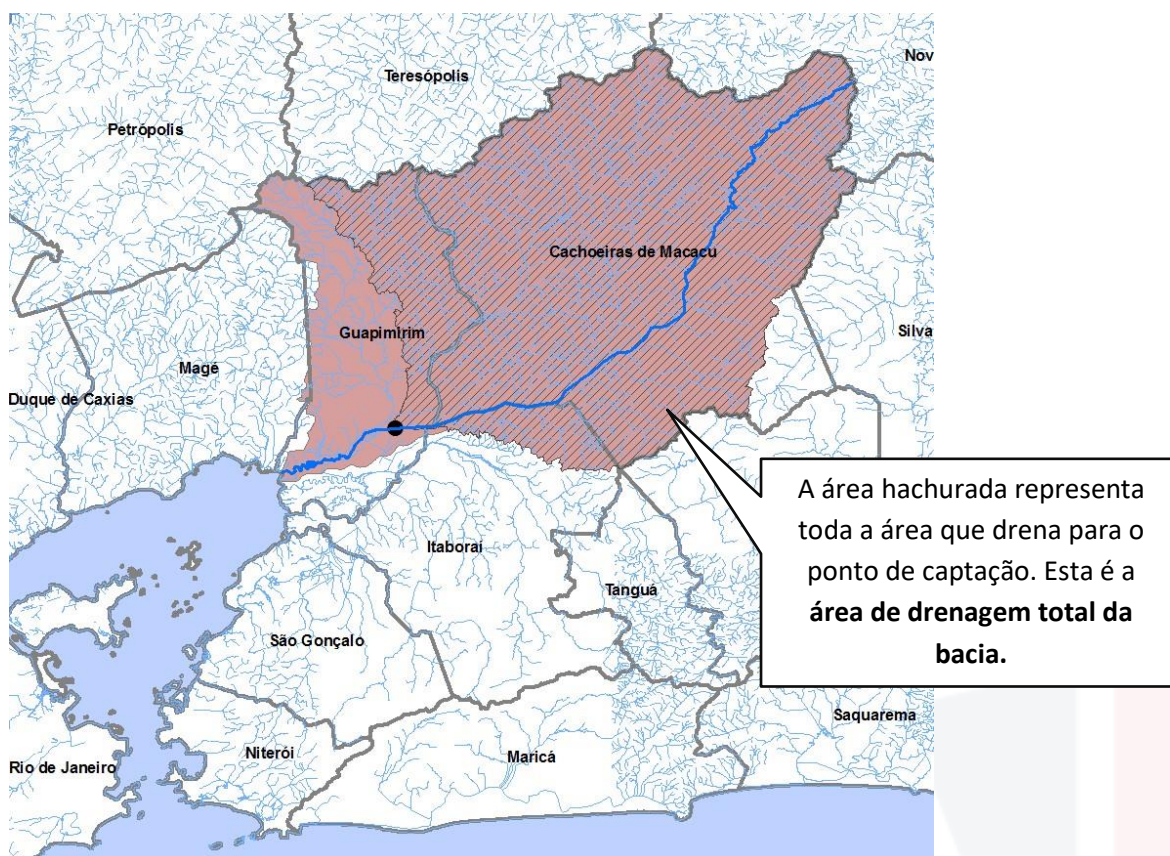 Nov
Teresópolis
Petrópolis
Cachoeiras de Macacu
Guapimirim
Silva
Magé
Duque de Caxias
A área hachurada representa
toda a área que drena para o
ponto de captação. Esta é a
área de drenagem total da
bacia.
Itaboraí
Tanguá
São Gonçalo
Saquarema
Niterói
Maricá
Rio de Janeiro